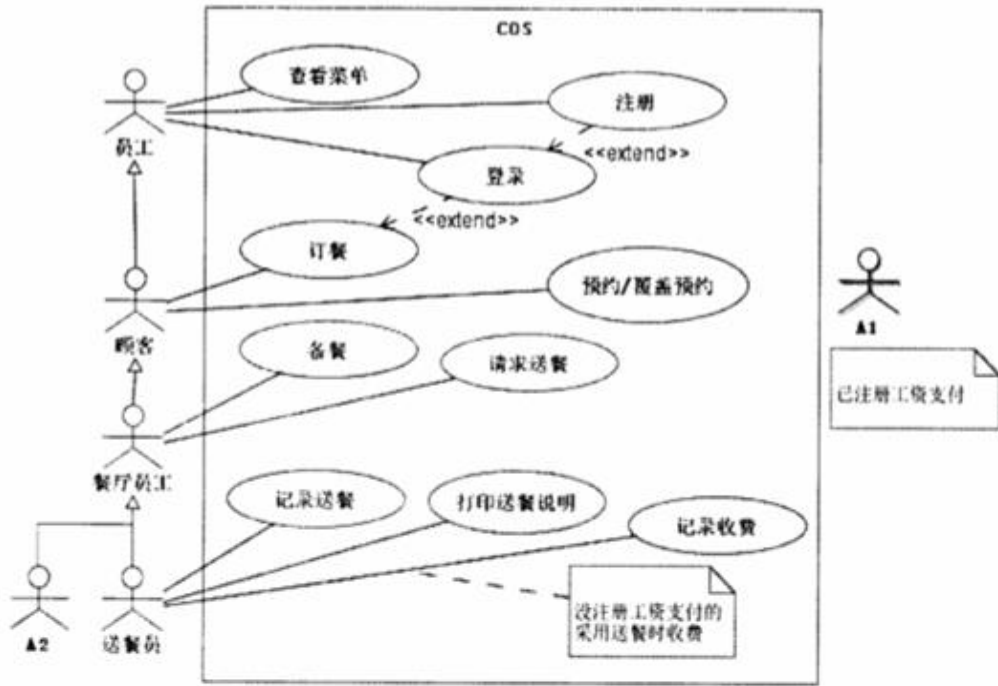 COS
查看菜单
注册
员工
<<extend>>
登录
<<extend>>
订餐
预约/覆盖预约
顾客
A1
备餐
请求送餐
已注册工资支付
餐厅员工
记录送餐
打印送餐说明
记录收费
没注册工资支付的
采用送餐时收费
A2
送餐员